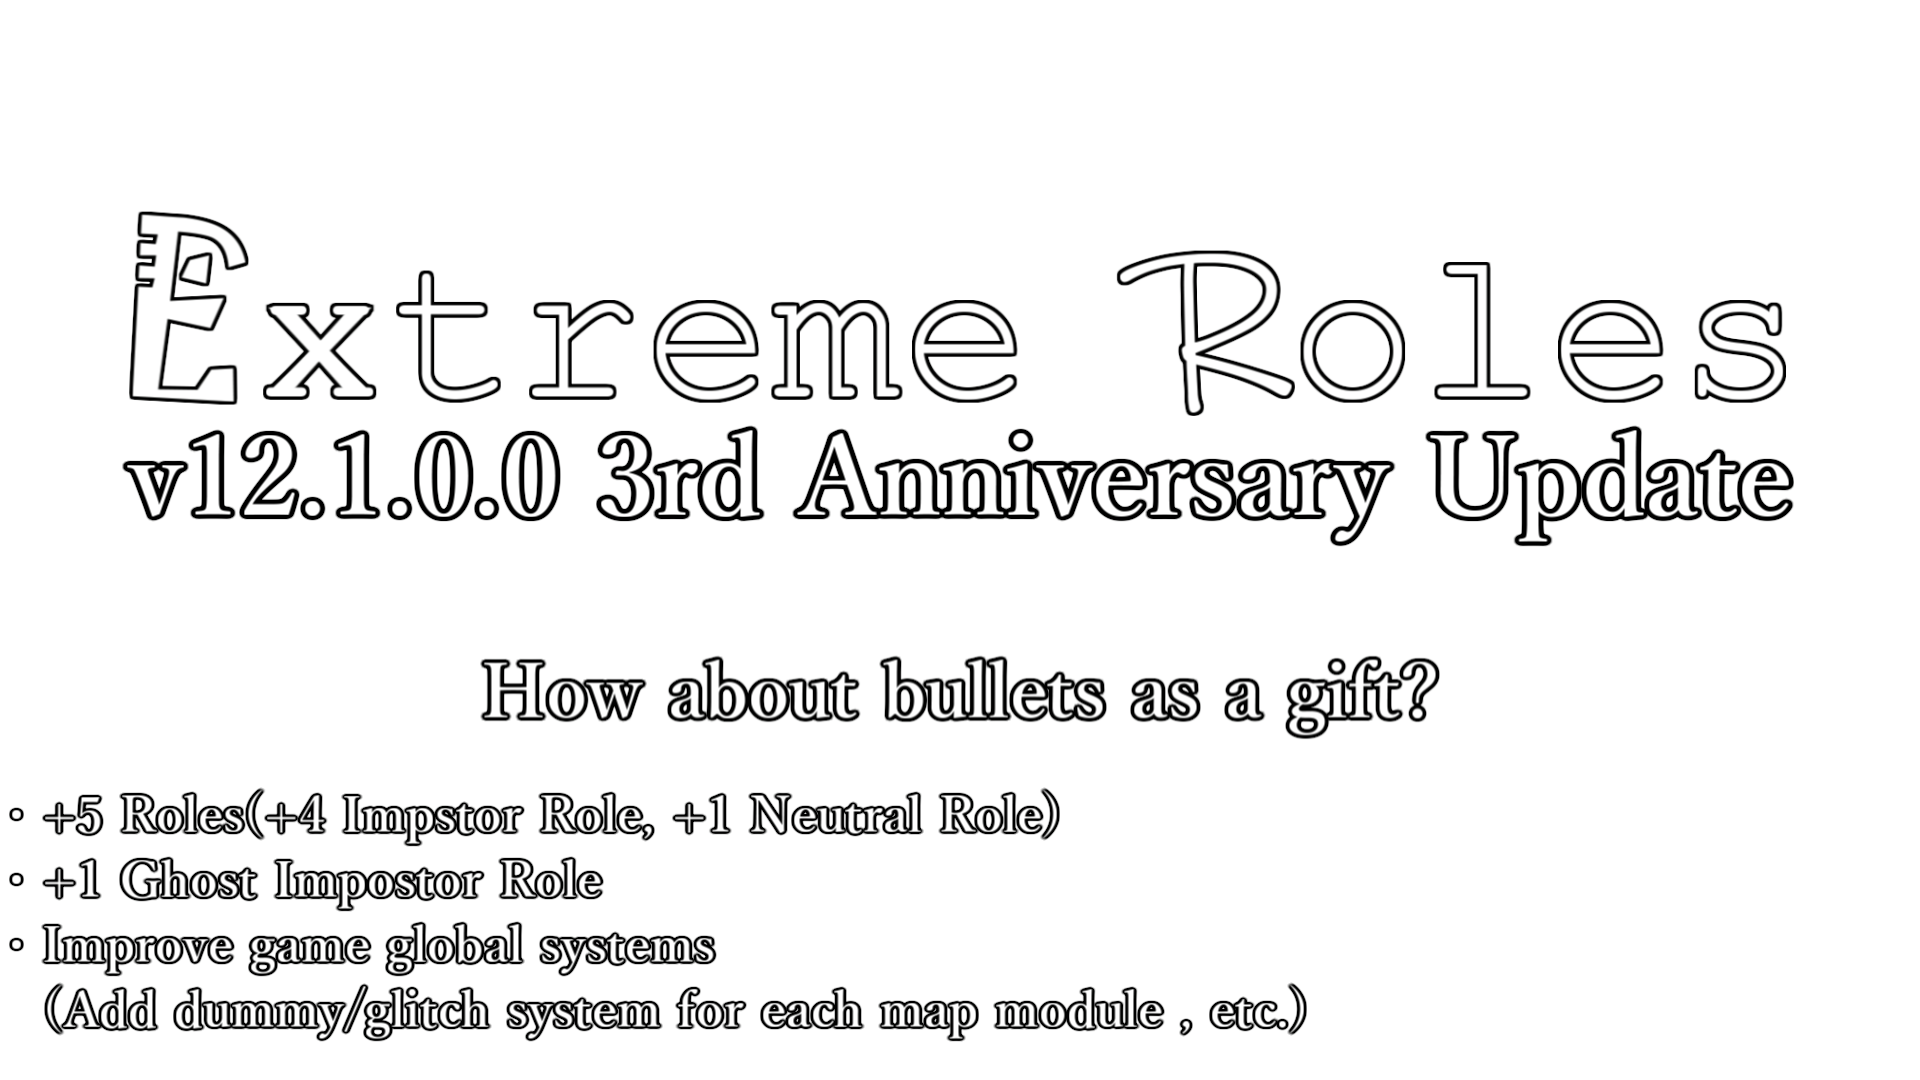 Extreme Roles
v12.1.0.0 3rd Anniversary Update
How about bullets as a gift?
・+5 Roles(+4 Impstor Role, +1 Neutral Role)
・+1 Ghost Impostor Role
・Improve game global systems
(Add dummy/glitch system for each map module , etc.)